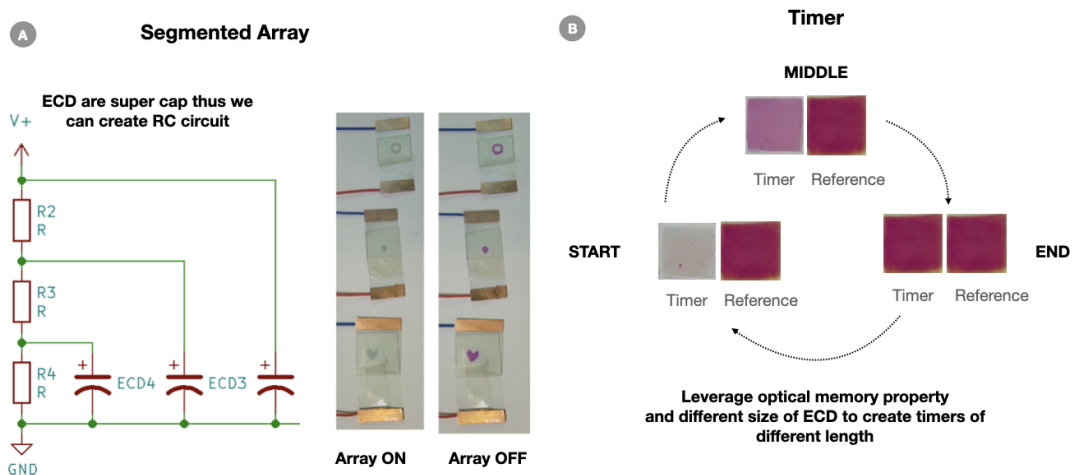 A
Segmented Array
ECD are super cap thus we
can create RC circuit
V+
R2
R
R3
R
R4
R
+
ECD4
+
ECD3
+
GND
Array ON
Array OFF
B
Timer
MIDDLE
Timer
Reference
START
Timer
Reference
END
Timer
Reference
Leverage optical memory property
and different size of ECD to create timers of
different length